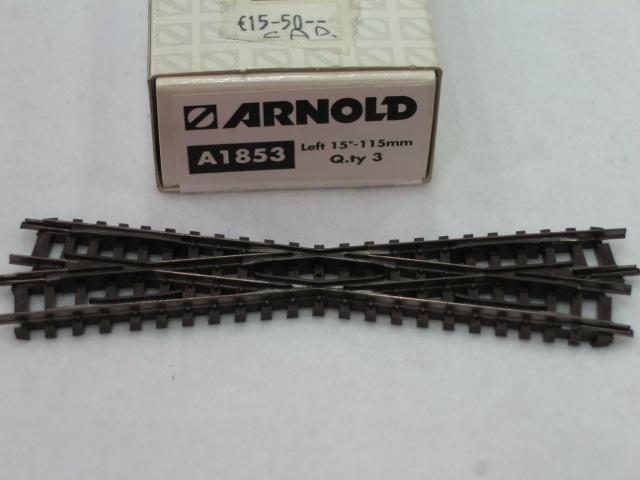 €15-50--
CAD.
ARNOLD
A1853
Left 15°-115mm
Q.ty 3